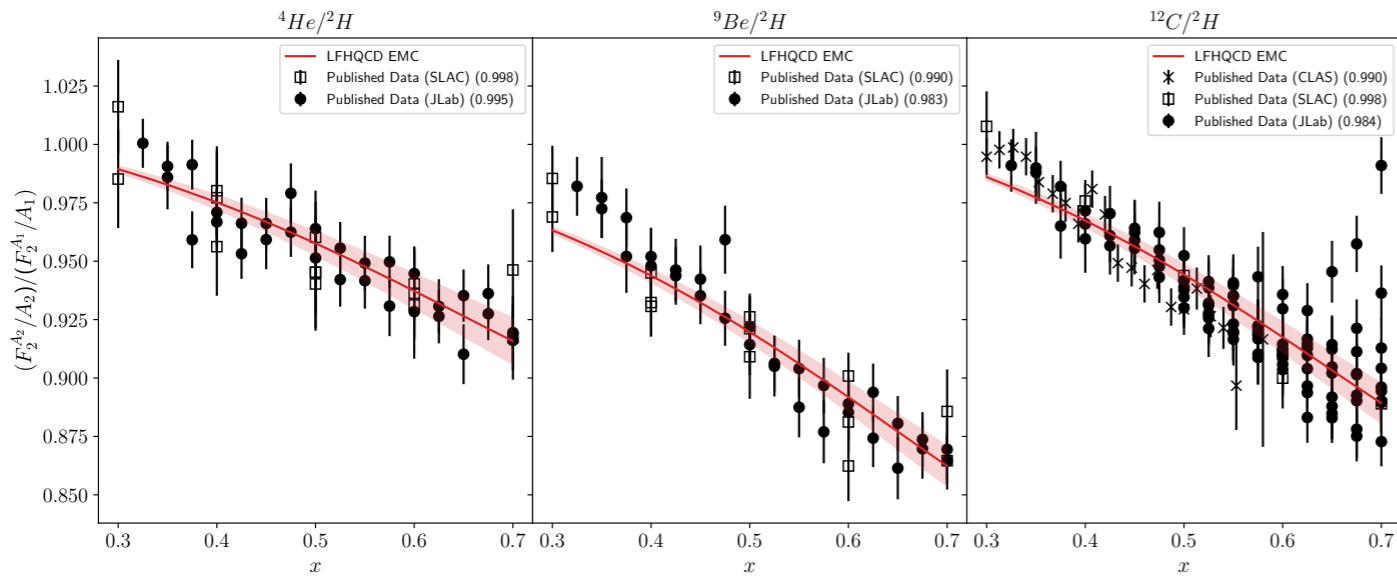 ⁴He/²H
LFHQCD EMC
Published Data (SLAC) (0.998)
Published Data (JLab) (0.995)
⁹Be/²H
LFHQCD EMC
Published Data (SLAC) (0.990)
Published Data (JLab) (0.983)
¹²C/²H
LFHQCD EMC
Published Data (CLAS) (0.990)
Published Data (SLAC) (0.998)
Published Data (JLab) (0.984)
(F₂^{A₂}/A₂)/(F₂^{A₁}/A₁)
1.025
1.000
0.975
0.950
0.925
0.900
0.875
0.850
0.3 0.4 0.5 0.6 0.7
x
0.3 0.4 0.5 0.6 0.7
x
0.3 0.4 0.5 0.6 0.7
x